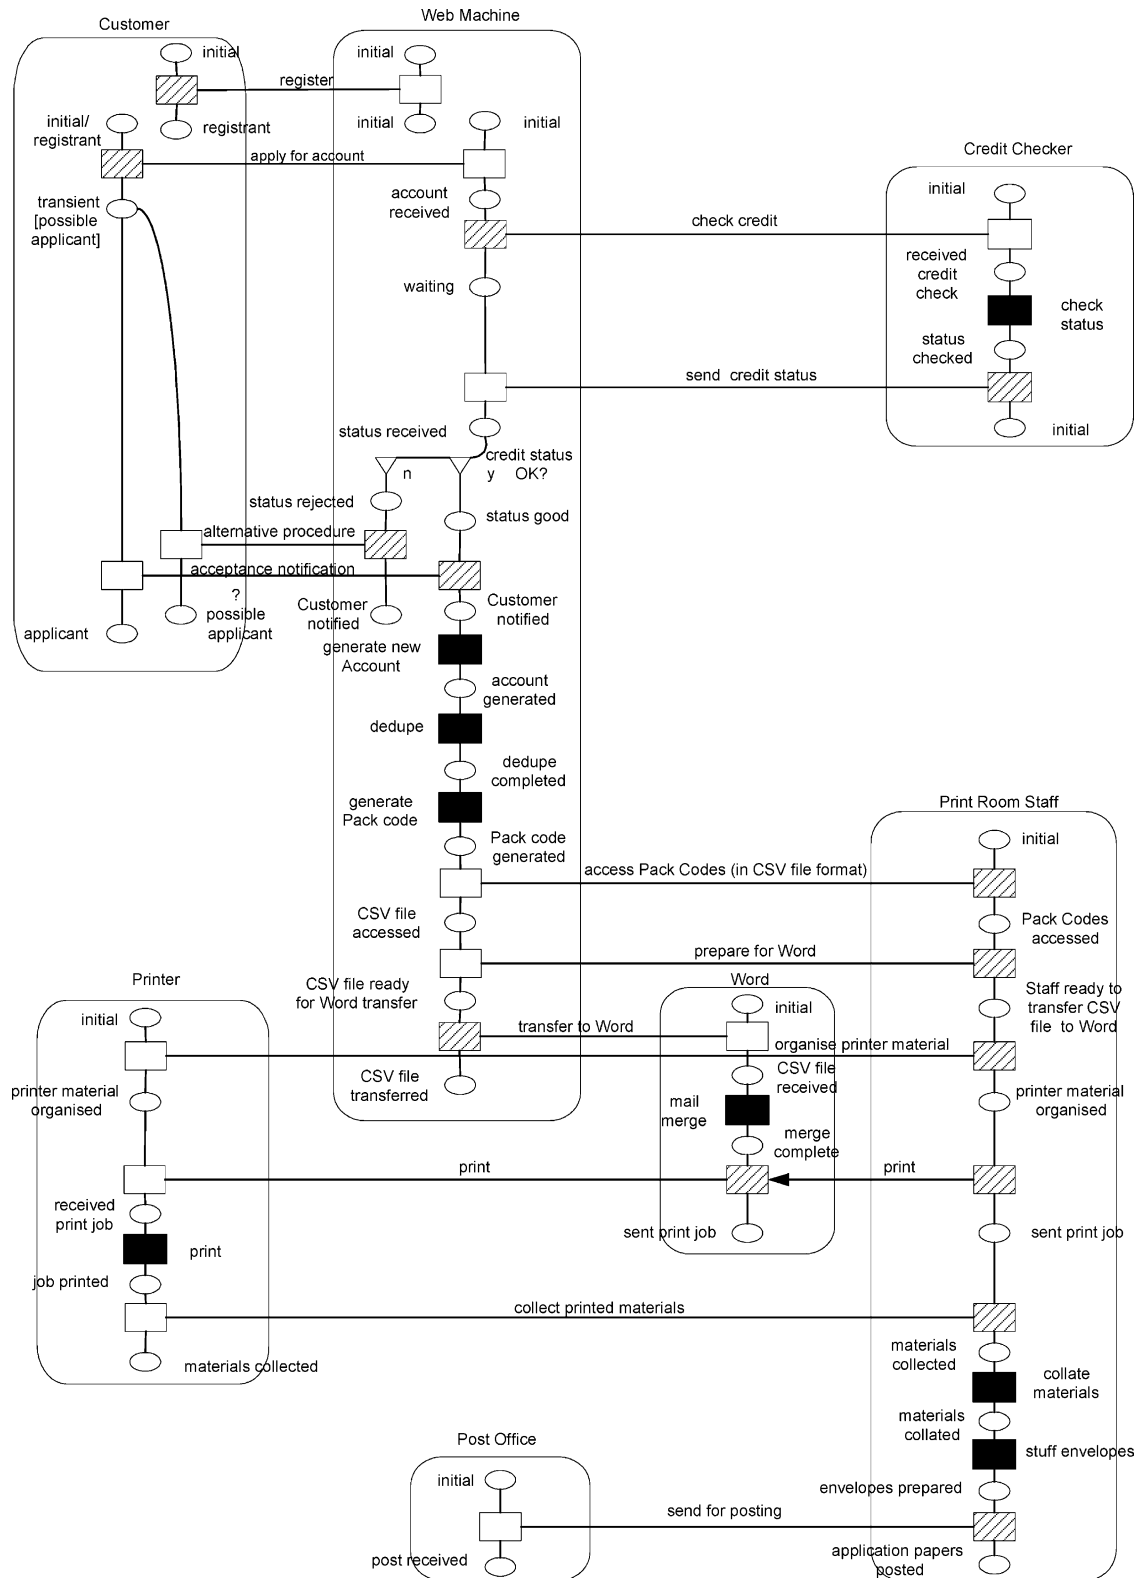 Customer
Web Machine
initial
initial
register
registrant
initial
initial/
registrant
initial
apply for account
Credit Checker
initial
transient
[possible
applicant]
account
received
check credit
received
credit
check
waiting
check
status
status
checked
send  credit status
initial
status received
credit status
n
y    OK?
status rejected
status good
alternative procedure
acceptance notification
?
possible
applicant
applicant
Customer
notified
Customer
notified
generate new
Account
account
generated
dedupe
dedupe
completed
generate
Pack code
Pack code
generated
Print Room Staff
initial
access Pack Codes (in CSV file format)
CSV file
accessed
Pack Codes
accessed
prepare for Word
Printer
Word
CSV file ready
for Word transfer
Staff ready to
transfer CSV
file  to Word
initial
initial
transfer to Word
organise printer material
CSV file
transferred
CSV file
received
printer material
organised
printer material
organised
mail
merge
merge
complete
print
print
received
print job
sent print job
sent print job
print
job printed
collect printed materials
materials collected
materials
collected
collate
materials
materials
collated
Post Office
stuff envelopes
initial
envelopes prepared
send for posting
post received
application papers
posted